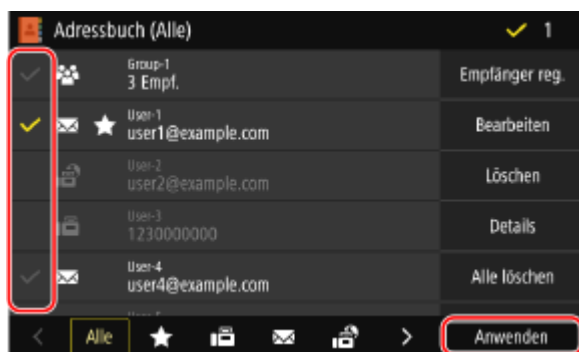 Adressbuch (Alle)
1
Group-1
3 Empf.
Empfänger reg.
User-1
user1@example.com
Bearbeiten
User-2
user2@example.com
Löschen
User-3
1230000000
Details
User-4
user4@example.com
Alle löschen
Alle
Anwenden